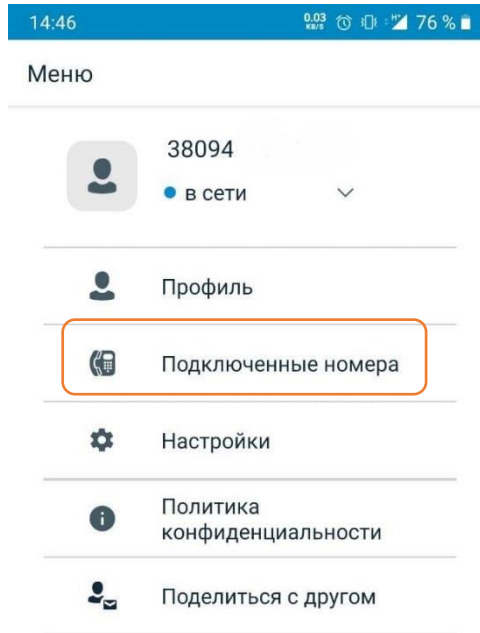 14:46 0.03 KB/S 76 %
Меню
38094
в сети
Профиль
Подключенные номера
Настройки
Политика
конфиденциальности
Поделиться с другом